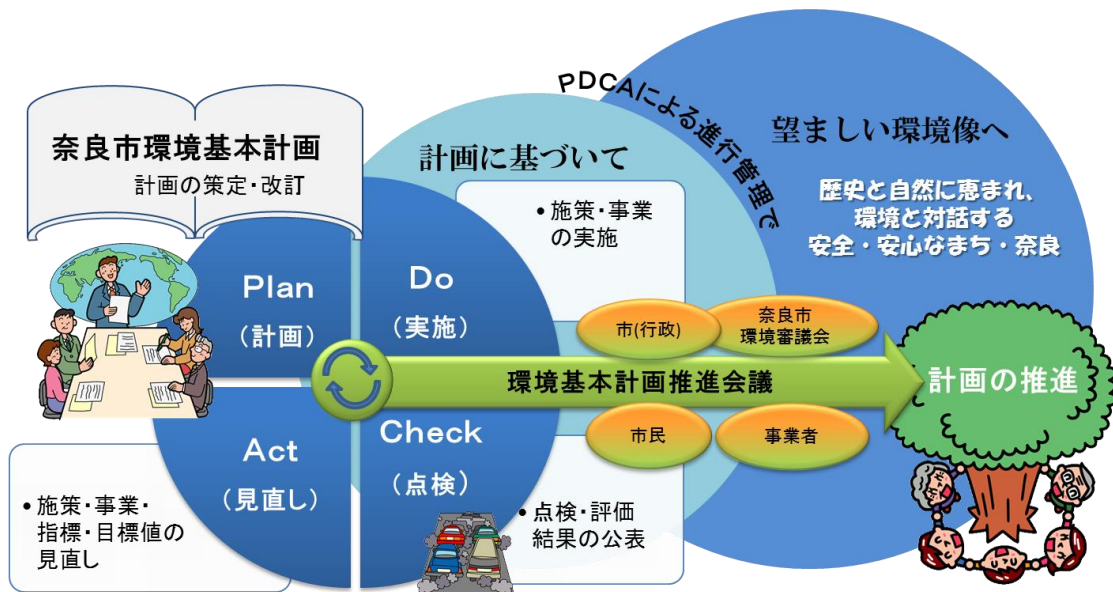 奈良市環境基本計画
計画の策定・改訂
計画に基づいて
PDCAによる進行管理で
望ましい環境像へ
歴史と自然に恵まれ、
環境と対話する
安全・安心なまち・奈良
Plan
(計画)
Do
(実施)
•施策・事業
の実施
市(行政)
奈良市
環境審議会
環境基本計画推進会議
計画の推進
市民
事業者
Act
(見直し)
Check
(点検)
•施策・事業・
指標・目標値の
見直し
•点検・評価
結果の公表